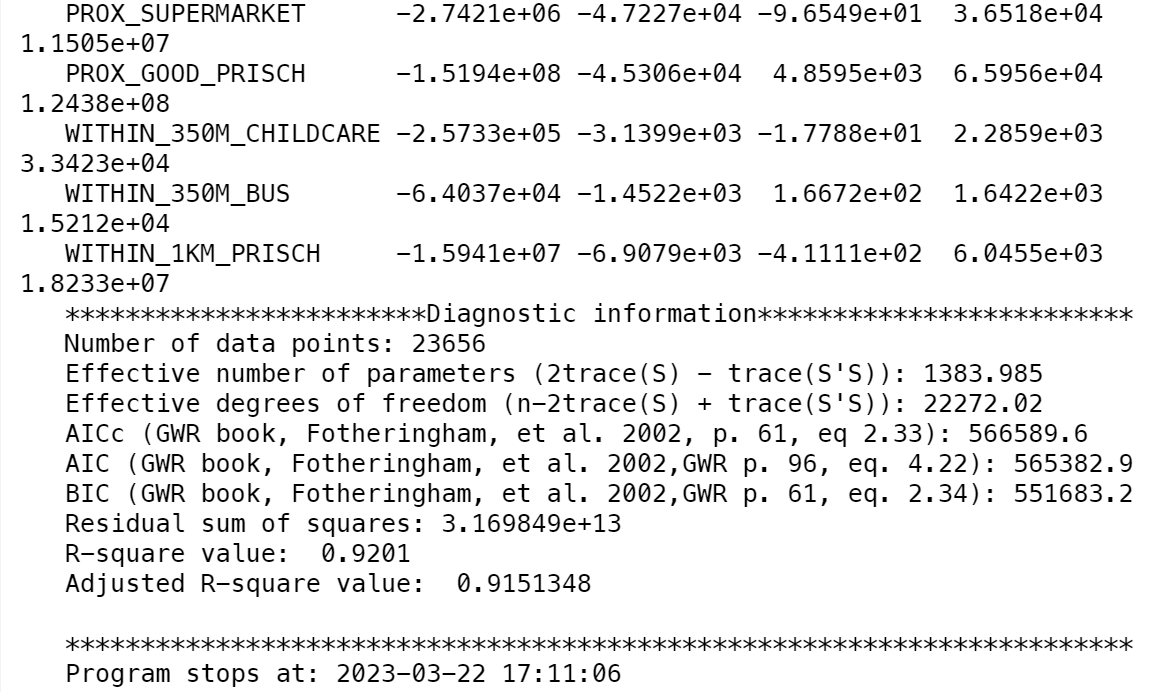 PROX_SUPERMARKET      −2.7421e+06 −4.7227e+04 −9.6549e+01  3.6518e+04
1.1505e+07
PROX_GOOD_PRISCH      −1.5194e+08 −4.5306e+04  4.8595e+03  6.5956e+04
1.2438e+08
WITHIN_350M_CHILDCARE −2.5733e+05 −3.1399e+03 −1.7788e+01  2.2859e+03
3.3423e+04
WITHIN_350M_BUS       −6.4037e+04 −1.4522e+03  1.6672e+02  1.6422e+03
1.5212e+04
WITHIN_1KM_PRISCH     −1.5941e+07 −6.9079e+03 −4.1111e+02  6.0455e+03
1.8233e+07
************************Diagnostic information*************************
Number of data points: 23656
Effective number of parameters (2trace(S) − trace(S'S)): 1383.985
Effective degrees of freedom (n−2trace(S) + trace(S'S)): 22272.02
AICc (GWR book, Fotheringham, et al. 2002, p. 61, eq 2.33): 566589.6
AIC (GWR book, Fotheringham, et al. 2002,GWR p. 96, eq. 4.22): 565382.9
BIC (GWR book, Fotheringham, et al. 2002,GWR p. 61, eq. 2.34): 551683.2
Residual sum of squares: 3.169849e+13
R−square value:  0.9201
Adjusted R−square value:  0.9151348
***********************************************************************
Program stops at: 2023−03−22 17:11:06